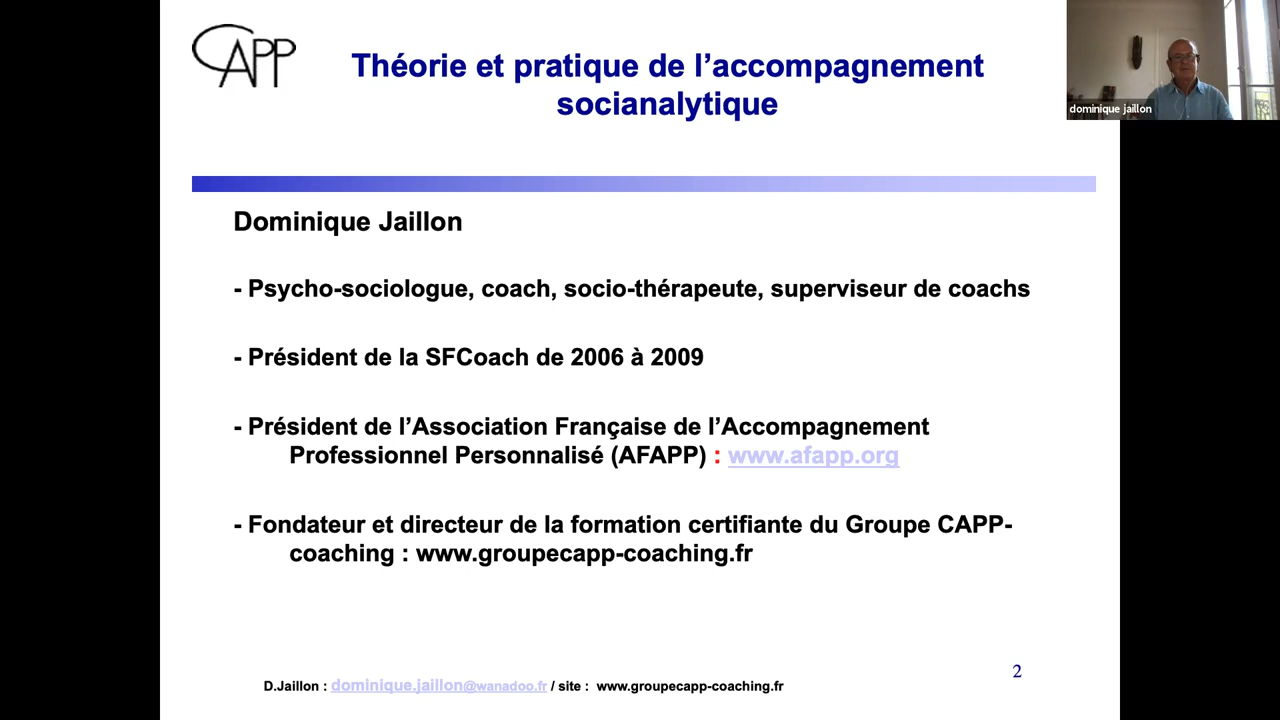 CAPP
Théorie et pratique de l’accompagnement
socianalytique
dominique jaillon
Dominique Jaillon
- Psycho-sociologue, coach, socio-thérapeute, superviseur de coachs
- Président de la SFCoach de 2006 à 2009
- Président de l’Association Française de l’Accompagnement
Professionnel Personnalisé (AFAPP) : www.afapp.org
- Fondateur et directeur de la formation certifiante du Groupe CAPP-
coaching : www.groupecapp-coaching.fr
D.Jaillon : dominique.jaillon@wanadoo.fr / site : www.groupecapp-coaching.fr
2